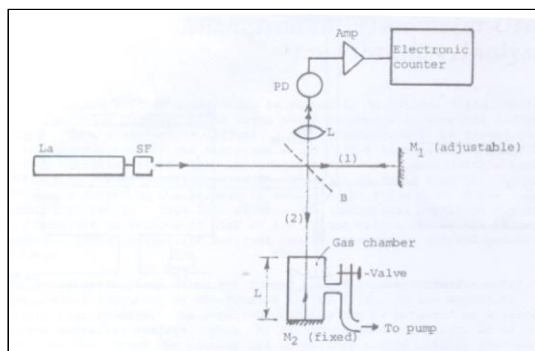 Amp
Electronic
counter
PD
L
La
SF
(1)
M1 (adjustable)
B
(2)
Gas chamber
Valve
L
M2 (fixed)
To pump